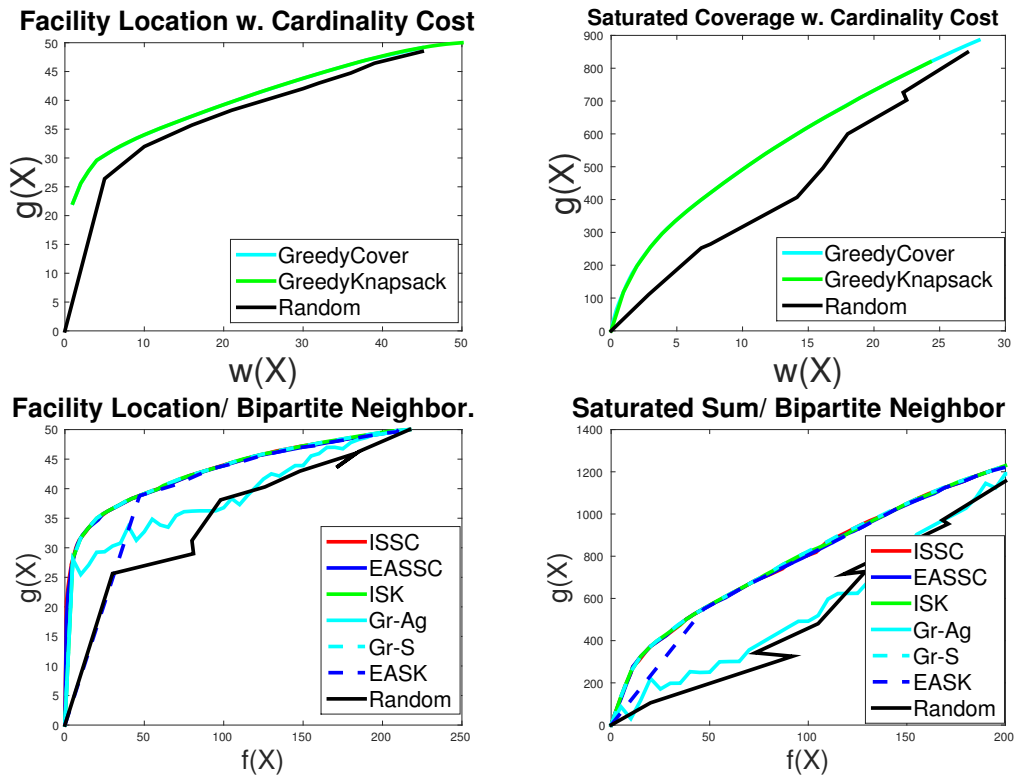 Facility Location w. Cardinality Cost
50
45
40
35
30
25
20
15
10
5
0
g(X)
GreedyCover
GreedyKnapsack
Random
0
10
20
30
40
50
w(X)
Saturated Coverage w. Cardinality Cost
900
800
700
600
500
400
300
200
100
0
g(X)
GreedyCover
GreedyKnapsack
Random
0
5
10
15
20
25
30
w(X)
Facility Location/ Bipartite Neighbor.
50
45
40
35
30
25
20
15
10
5
0
g(X)
ISSC
EASSC
ISK
Gr-Ag
Gr-S
EASK
Random
0
50
100
150
200
250
f(X)
Saturated Sum/ Bipartite Neighbor
1400
1200
1000
800
600
400
200
0
g(X)
ISSC
EASSC
ISK
Gr-Ag
Gr-S
EASK
Random
0
50
100
150
200
f(X)